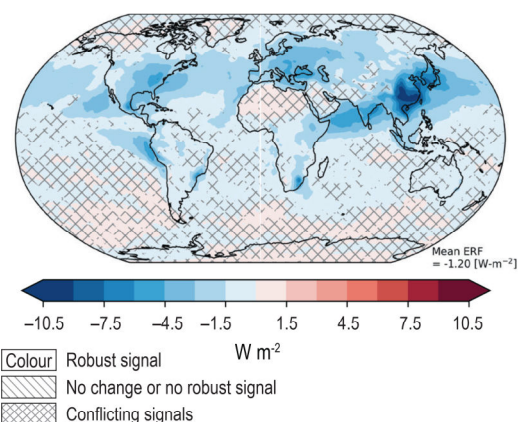 Mean ERF
= -1.20 [W-m⁻²]
−10.5 −7.5 −4.5 −1.5 1.5 4.5 7.5 10.5
W m⁻²
Colour Robust signal
No change or no robust signal
Conflicting signals